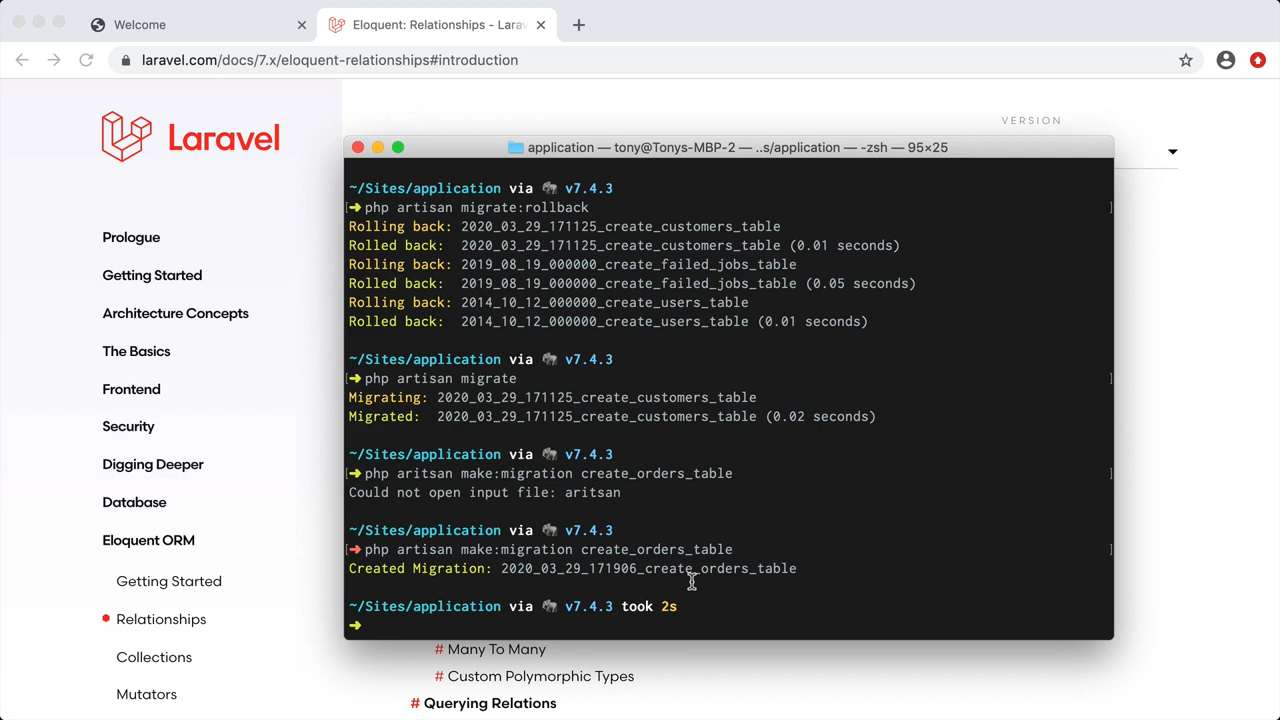 Welcome
Eloquent: Relationships - Larav
laravel.com/docs/7.x/eloquent-relationships#introduction
Laravel
VERSION
Prologue
Getting Started
Architecture Concepts
The Basics
Frontend
Security
Digging Deeper
Database
Eloquent ORM
Getting Started
Relationships
Collections
Mutators
application — tony@Tonys-MBP-2 — ..s/application — -zsh — 95×25
~/Sites/application via 🐘 v7.4.3
[➜ php artisan migrate:rollback ]
Rolling back: 2020_03_29_171125_create_customers_table
Rolled back:  2020_03_29_171125_create_customers_table (0.01 seconds)
Rolling back: 2019_08_19_000000_create_failed_jobs_table
Rolled back:  2019_08_19_000000_create_failed_jobs_table (0.05 seconds)
Rolling back: 2014_10_12_000000_create_users_table
Rolled back:  2014_10_12_000000_create_users_table (0.01 seconds)
~/Sites/application via 🐘 v7.4.3
[➜ php artisan migrate ]
Migrating: 2020_03_29_171125_create_customers_table
Migrated:  2020_03_29_171125_create_customers_table (0.02 seconds)
~/Sites/application via 🐘 v7.4.3
[➜ php aritsan make:migration create_orders_table ]
Could not open input file: aritsan
~/Sites/application via 🐘 v7.4.3
[➜ php artisan make:migration create_orders_table ]
Created Migration: 2020_03_29_171906_create_orders_table
~/Sites/application via 🐘 v7.4.3 took 2s
➜
# Many To Many
# Custom Polymorphic Types
# Querying Relations